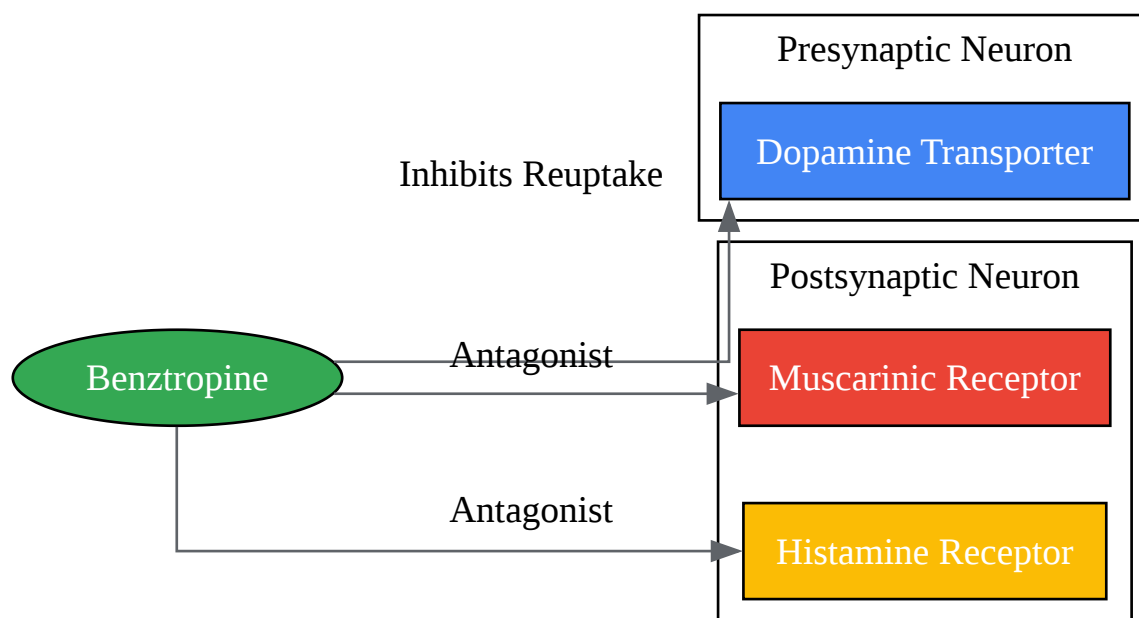 Presynaptic Neuron
Dopamine Transporter
Inhibits Reuptake
Postsynaptic Neuron
Antagonist
Benztropine
Muscarinic Receptor
Antagonist
Histamine Receptor